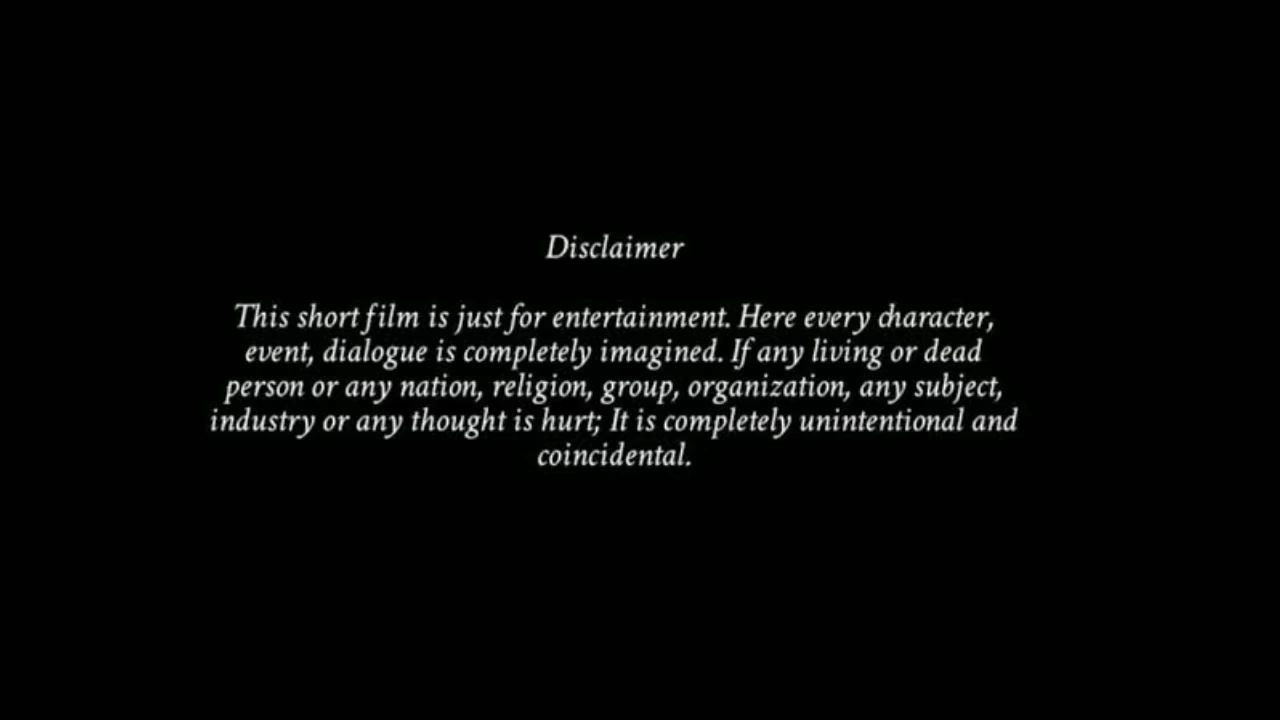 Disclaimer
This short film is just for entertainment. Here every character,
event, dialogue is completely imagined. If any living or dead
person or any nation, religion, group, organization, any subject,
industry or any thought is hurt; It is completely unintentional and
coincidental.